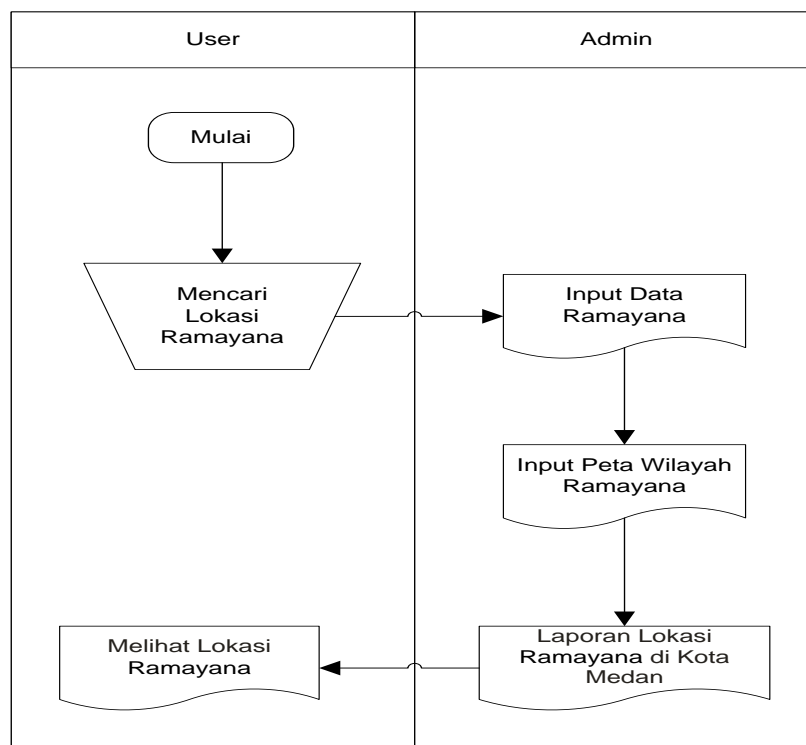 User
Admin
Mulai
Mencari
Lokasi
Ramayana
Input Data
Ramayana
Input Peta Wilayah
Ramayana
Laporan Lokasi
Ramayana di Kota
Medan
Melihat Lokasi
Ramayana